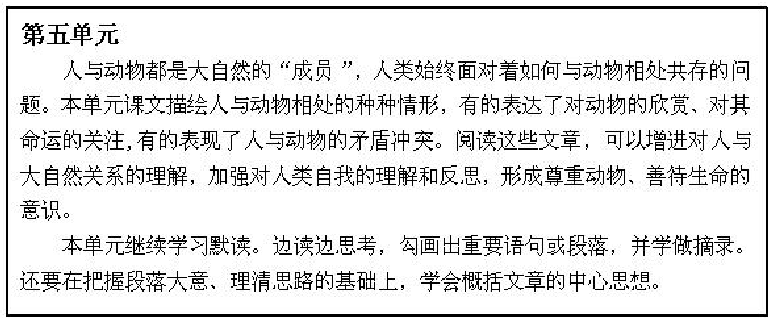 第五单元
人与动物都是大自然的“成员”，人类始终面对着如何与动物相处共存的问
题。本单元课文描绘人与动物相处的种种情形，有的表达了对动物的欣赏、对其
命运的关注,有的表现了人与动物的矛盾冲突。阅读这些文章，可以增进对人与
大自然关系的理解，加强对人类自我的理解和反思，形成尊重动物、善待生命的
意识。
本单元继续学习默读。边读边思考，勾画出重要语句或段落，并学做摘录。
还要在把握段落大意、理清思路的基础上，学会概括文章的中心思想。